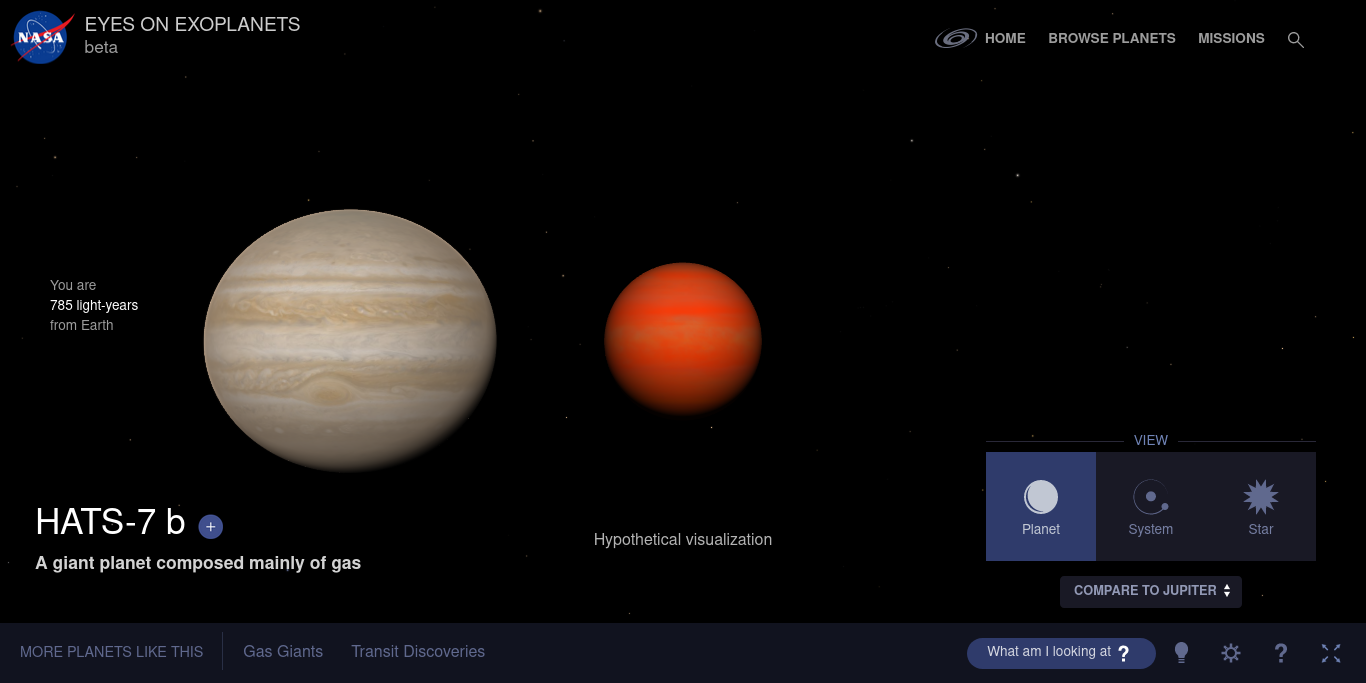 NASA
EYES ON EXOPLANETS
beta
HOME
BROWSE PLANETS
MISSIONS
You are
785 light-years
from Earth
VIEW
Planet
System
Star
HATS-7 b +
A giant planet composed mainly of gas
Hypothetical visualization
COMPARE TO JUPITER
MORE PLANETS LIKE THIS
Gas Giants
Transit Discoveries
What am I looking at ?
?